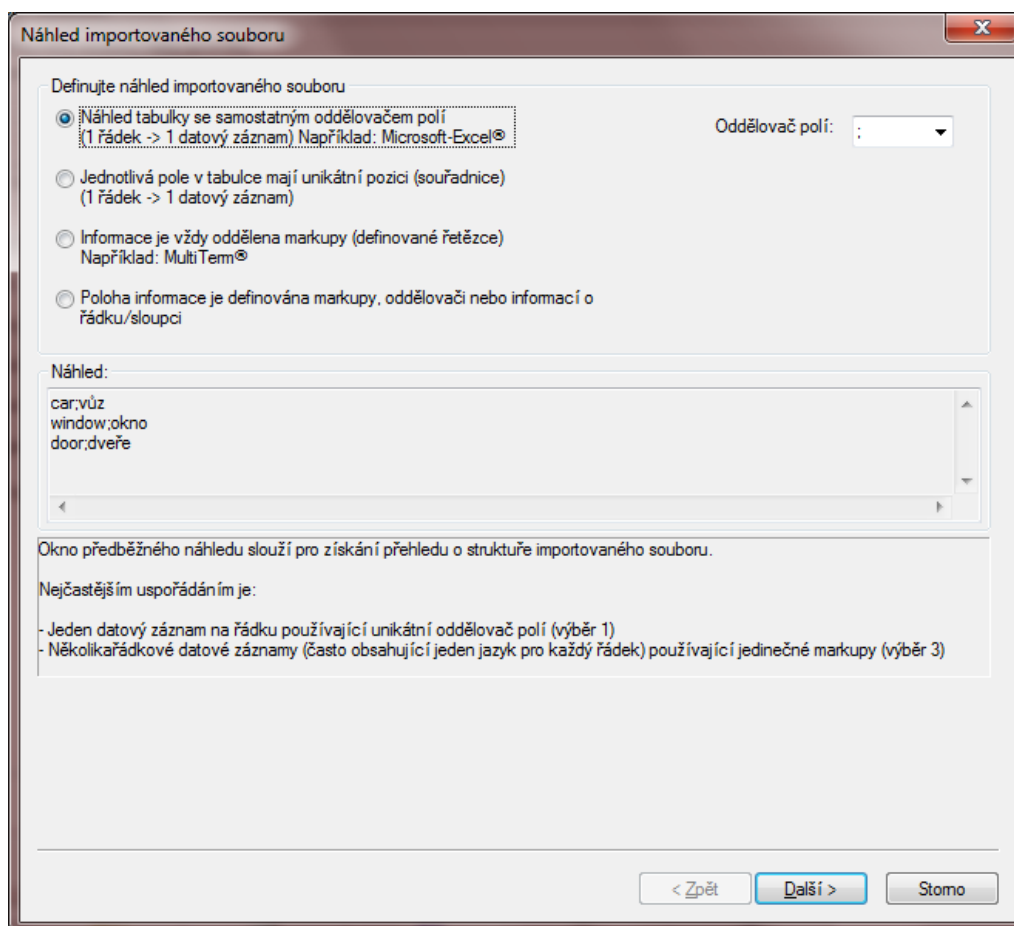 Náhled importovaného souboru
Definujte náhled importovaného souboru
Náhled tabulky se samostatným oddělovačem polí
(1 řádek -> 1 datový záznam) Například: Microsoft-Excel®
Oddělovač polí:
;
Jednotlivá pole v tabulce mají unikátní pozici (souřadnice)
(1 řádek -> 1 datový záznam)
Informace je vždy oddělena markupy (definované řetězce)
Například: MultiTerm®
Poloha informace je definována markupy, oddělovači nebo informací o
řádku/sloupci
Náhled:
car;vůz
window;okno
door;dveře
Okno předběžného náhledu slouží pro získání přehledu o struktuře importovaného souboru.
Nejčastějším uspořádáním je:
- Jeden datový záznam na řádku používající unikátní oddělovač polí (výběr 1)
- Několikařádkové datové záznamy (často obsahující jeden jazyk pro každý řádek) používající jedinečné markupy (výběr 3)
< Zpět
Další >
Storno